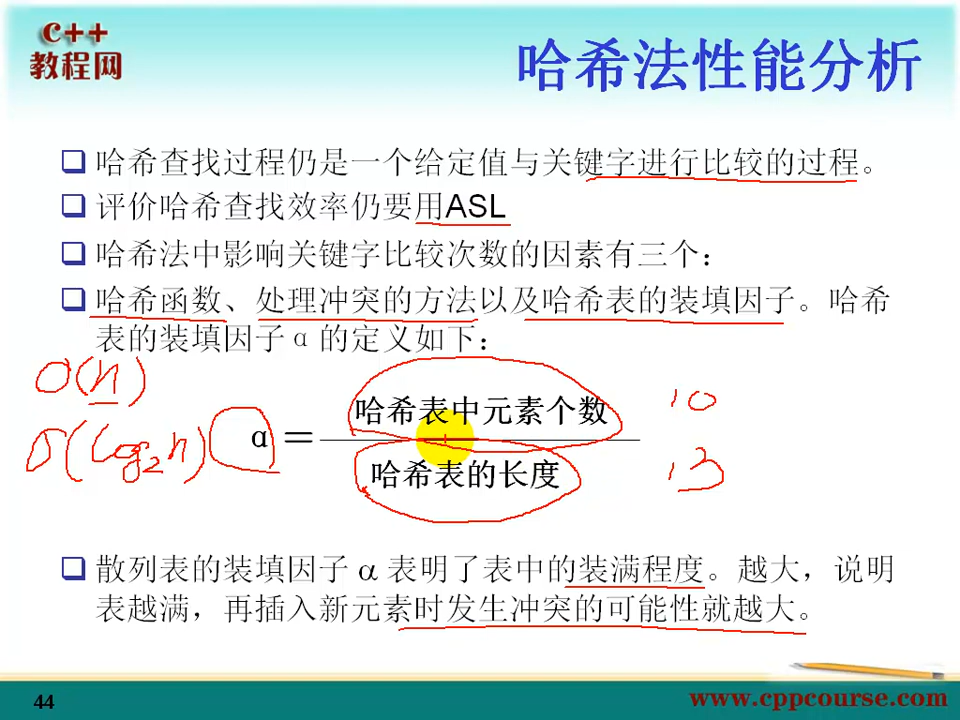 C++
教程网
哈希法性能分析
哈希查找过程仍是一个给定值与关键字进行比较的过程。
评价哈希查找效率仍要用ASL
哈希法中影响关键字比较次数的因素有三个：
哈希函数、处理冲突的方法以及哈希表的装填因子。哈希
表的装填因子α的定义如下：
O(n)
O(log2n)
α =
哈希表中元素个数
哈希表的长度
10
13
散列表的装填因子α表明了表中的装满程度。越大，说明
表越满，再插入新元素时发生冲突的可能性就越大。
44
www.cppcourse.com